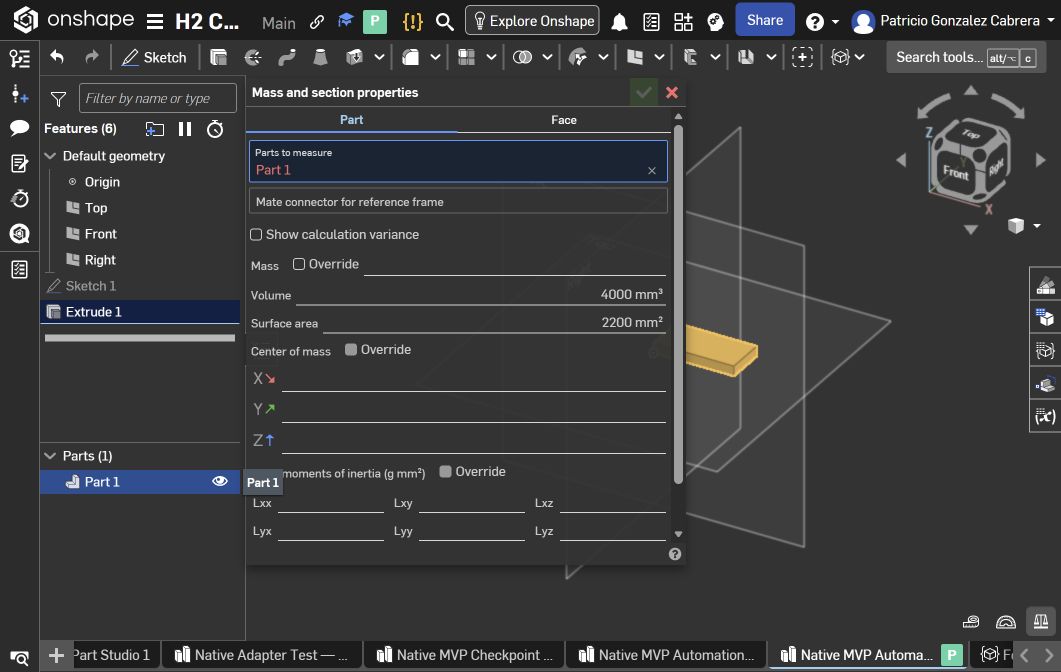 onshape H2 C... Main P {!} Explore Onshape Share ? Patricio Gonzalez Cabrera
Sketch Search tools... alt/⌥ c
Filter by name or type
Features (6)
Default geometry
Origin
Top
Front
Right
Sketch 1
Extrude 1
Parts (1)
Part 1
Part 1
Mass and section properties
Part Face
Parts to measure
Part 1
Mate connector for reference frame
Show calculation variance
Mass Override
Volume 4000 mm³
Surface area 2200 mm²
Center of mass Override
X
Y
Z
moments of inertia (g mm²) Override
Lxx Lxy Lxz
Lyx Lyy Lyz
?
Z Top
Y
Front Right
X
(x)
Part Studio 1 Native Adapter Test — ... Native MVP Checkpoint ... Native MVP Automation... Native MVP Automa... P